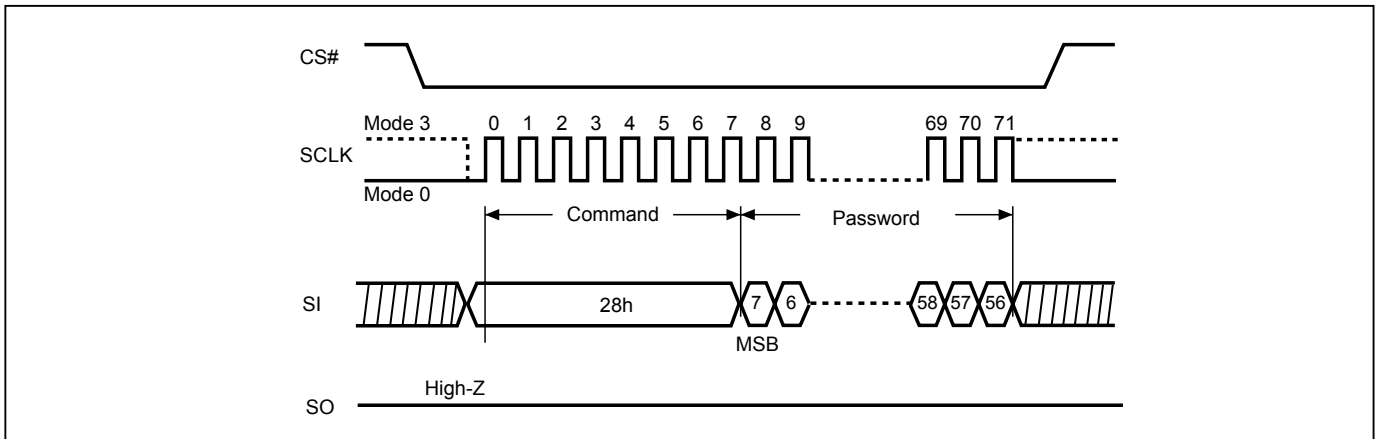 CS#
Mode 3 0 1 2 3 4 5 6 7 8 9 69 70 71
SCLK
Mode 0
Command Password
SI 28h 7 6 58 57 56
MSB
High-Z
SO